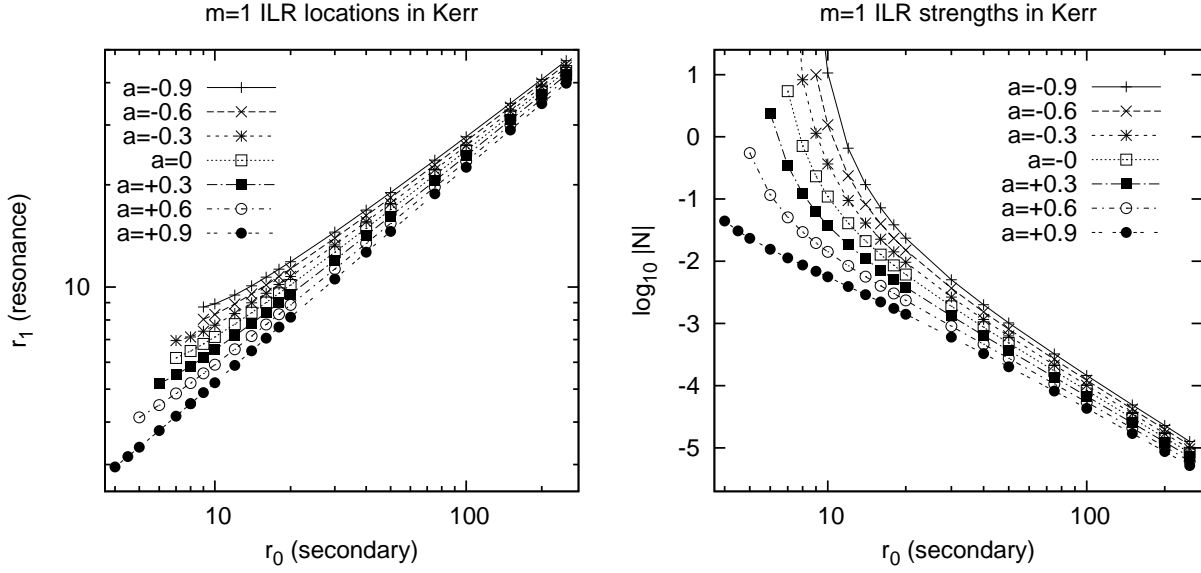 m=1 ILR locations in Kerr
a=-0.9
a=-0.6
a=-0.3
a=0
a=+0.3
a=+0.6
a=+0.9
10
r1 (resonance)
10
100
r0 (secondary)
m=1 ILR strengths in Kerr
1
0
-1
-2
-3
-4
-5
log10 |N|
a=-0.9
a=-0.6
a=-0.3
a=-0
a=+0.3
a=+0.6
a=+0.9
10
100
r0 (secondary)